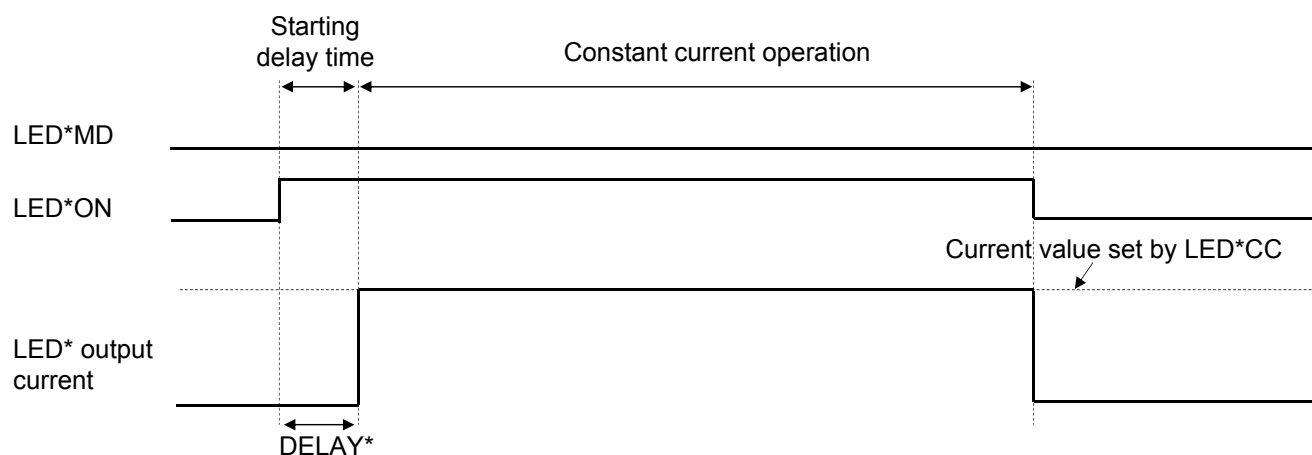 Starting
delay time
Constant current operation
LED*MD
LED*ON
Current value set by LED*CC
LED* output
current
DELAY*